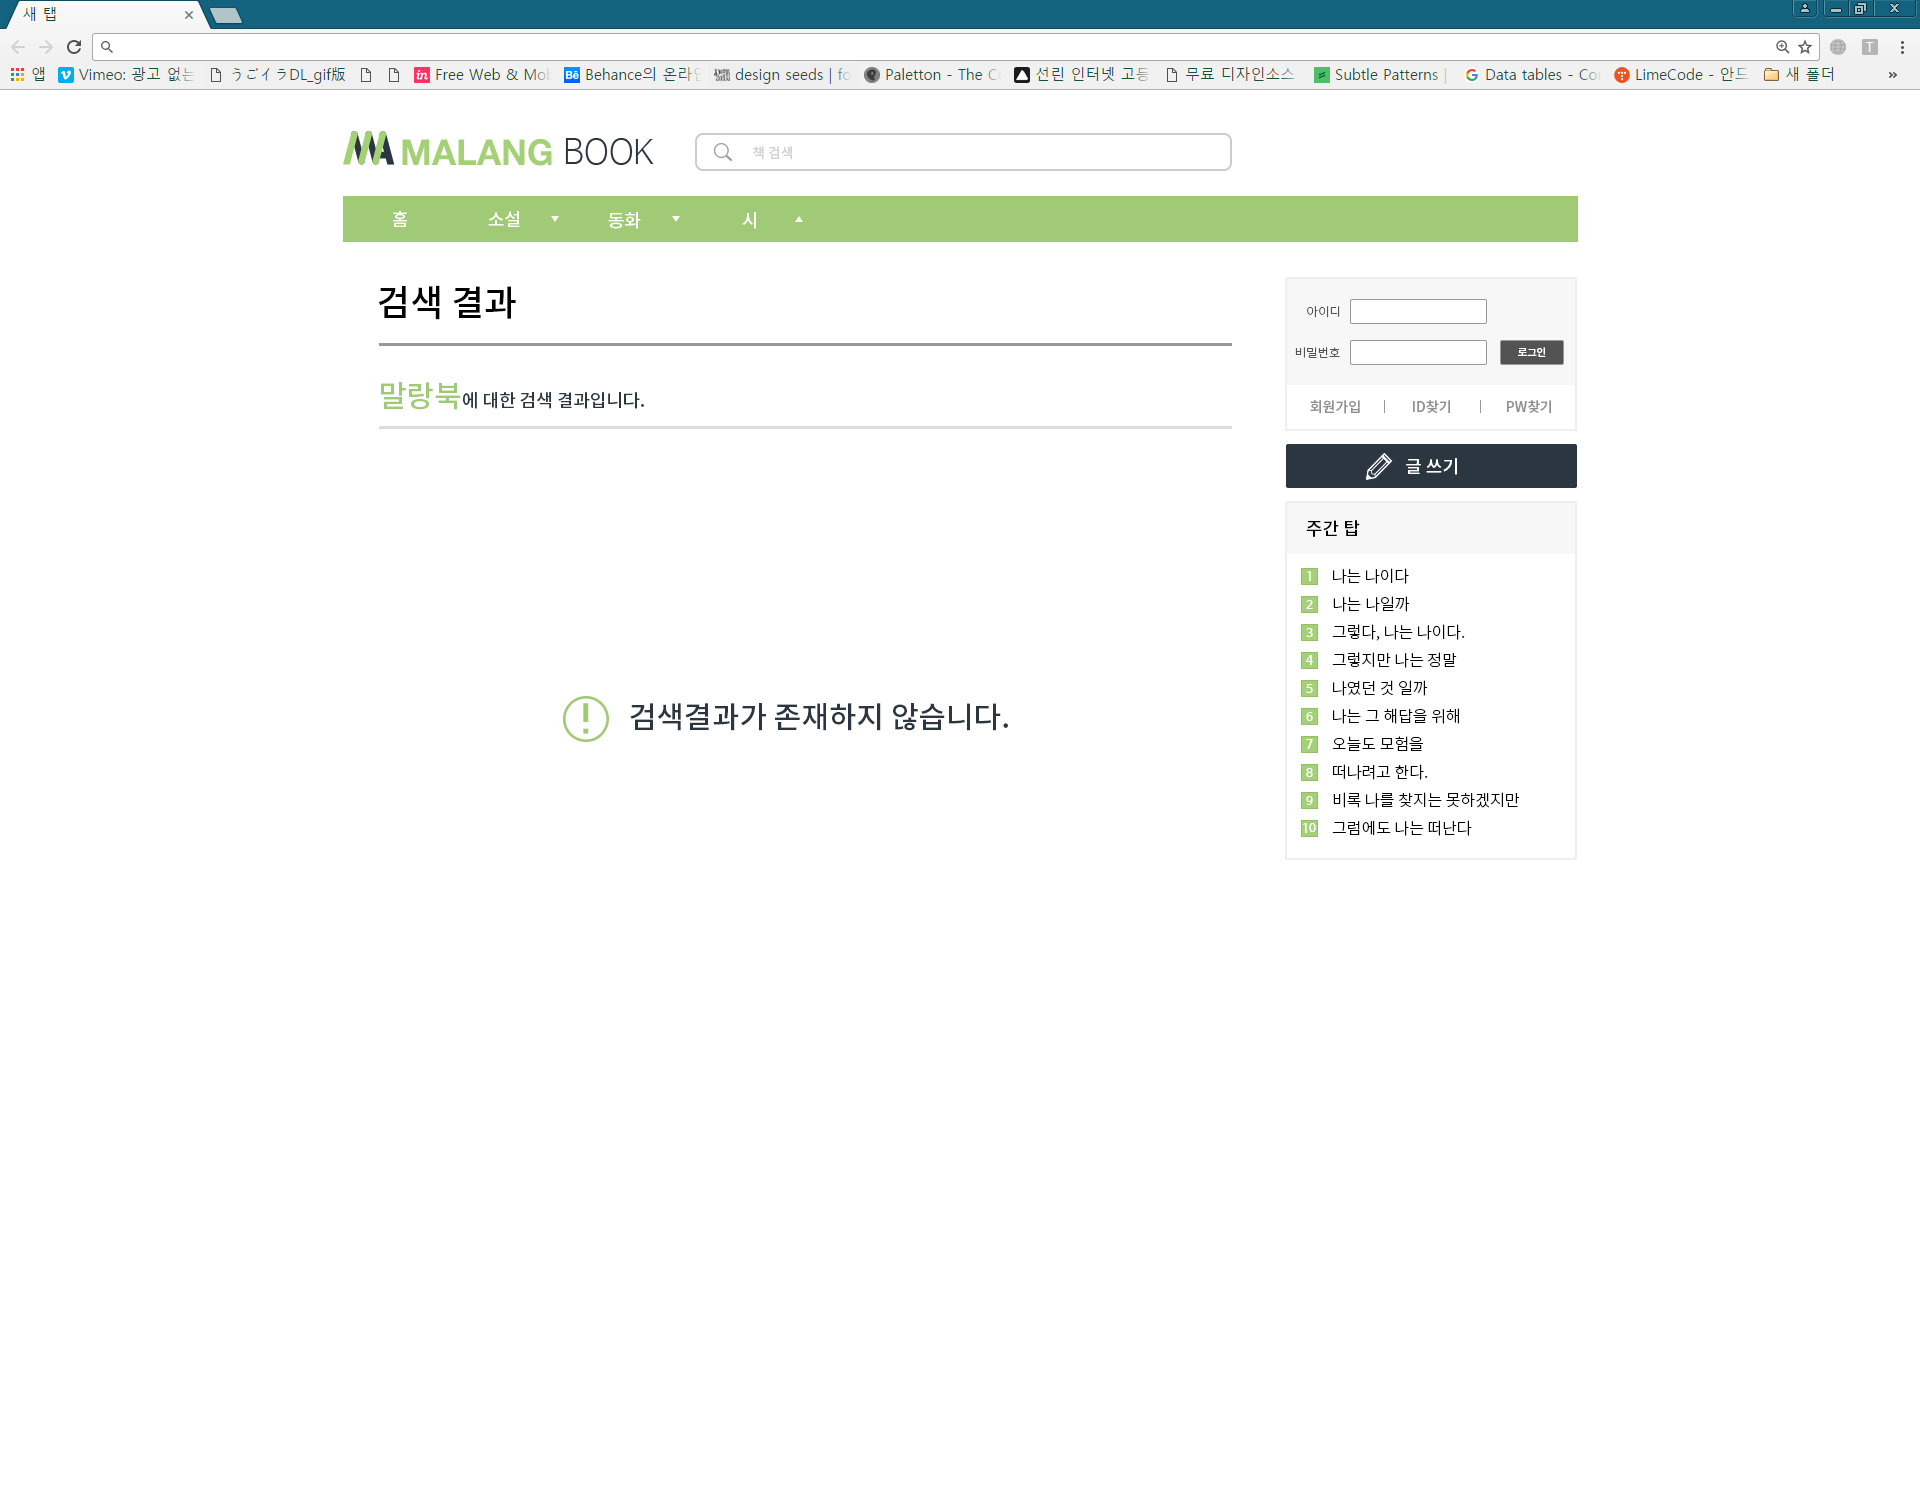 새 탭
앱 Vimeo: 광고 없는 うごイラDL_gif版 Free Web & Mob Behance의 온라인 design seeds | fo Paletton - The Co 선린 인터넷 고등 무료 디자인소스 Subtle Patterns | Data tables - Co LimeCode - 안드 새 폴더 »
MALANG BOOK
책 검색
홈 소설 동화 시
검색 결과
말랑북에 대한 검색 결과입니다.
검색결과가 존재하지 않습니다.
아이디
비밀번호 로그인
회원가입 | ID찾기 | PW찾기
글 쓰기
주간 탑
1 나는 나이다
2 나는 나일까
3 그렇다, 나는 나이다.
4 그렇지만 나는 정말
5 나였던 것 일까
6 나는 그 해답을 위해
7 오늘도 모험을
8 떠나려고 한다.
9 비록 나를 찾지는 못하겠지만
10 그럼에도 나는 떠난다